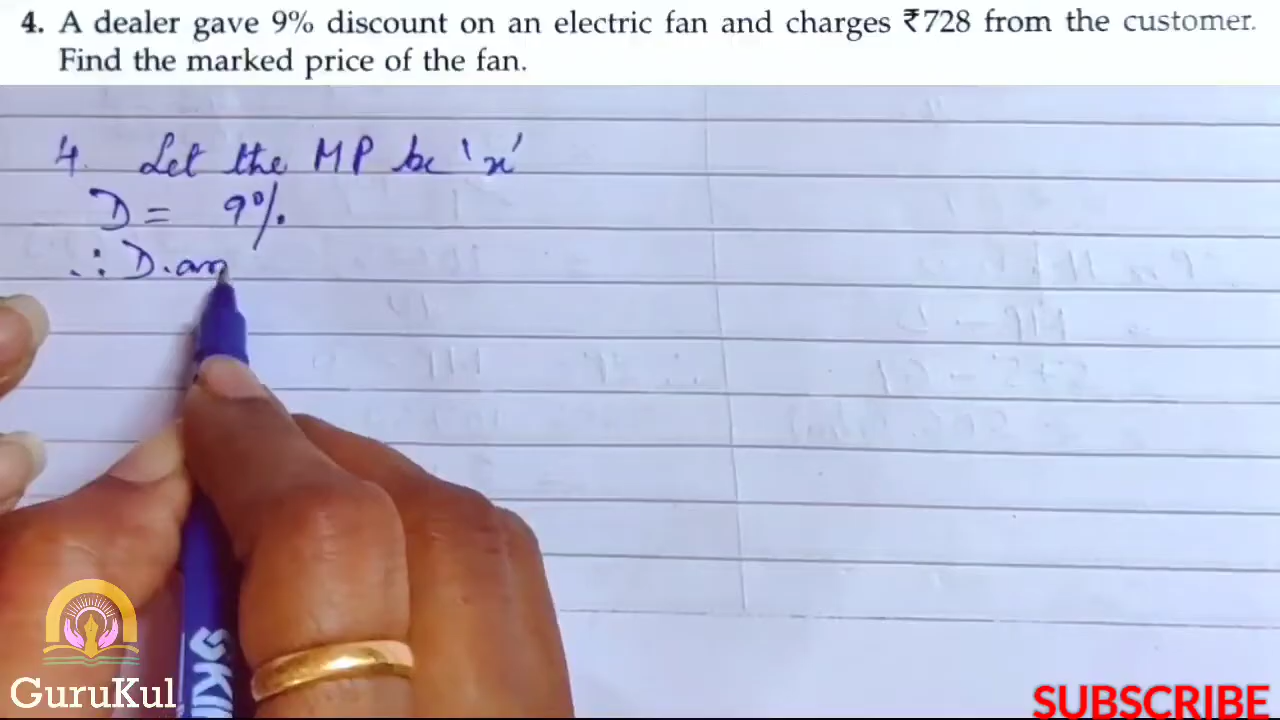 4. A dealer gave 9% discount on an electric fan and charges ₹728 from the customer.
Find the marked price of the fan.
4. Let the MP be 'x'
D = 9%.
∴ D.am
SKI
GuruKul
SUBSCRIBE